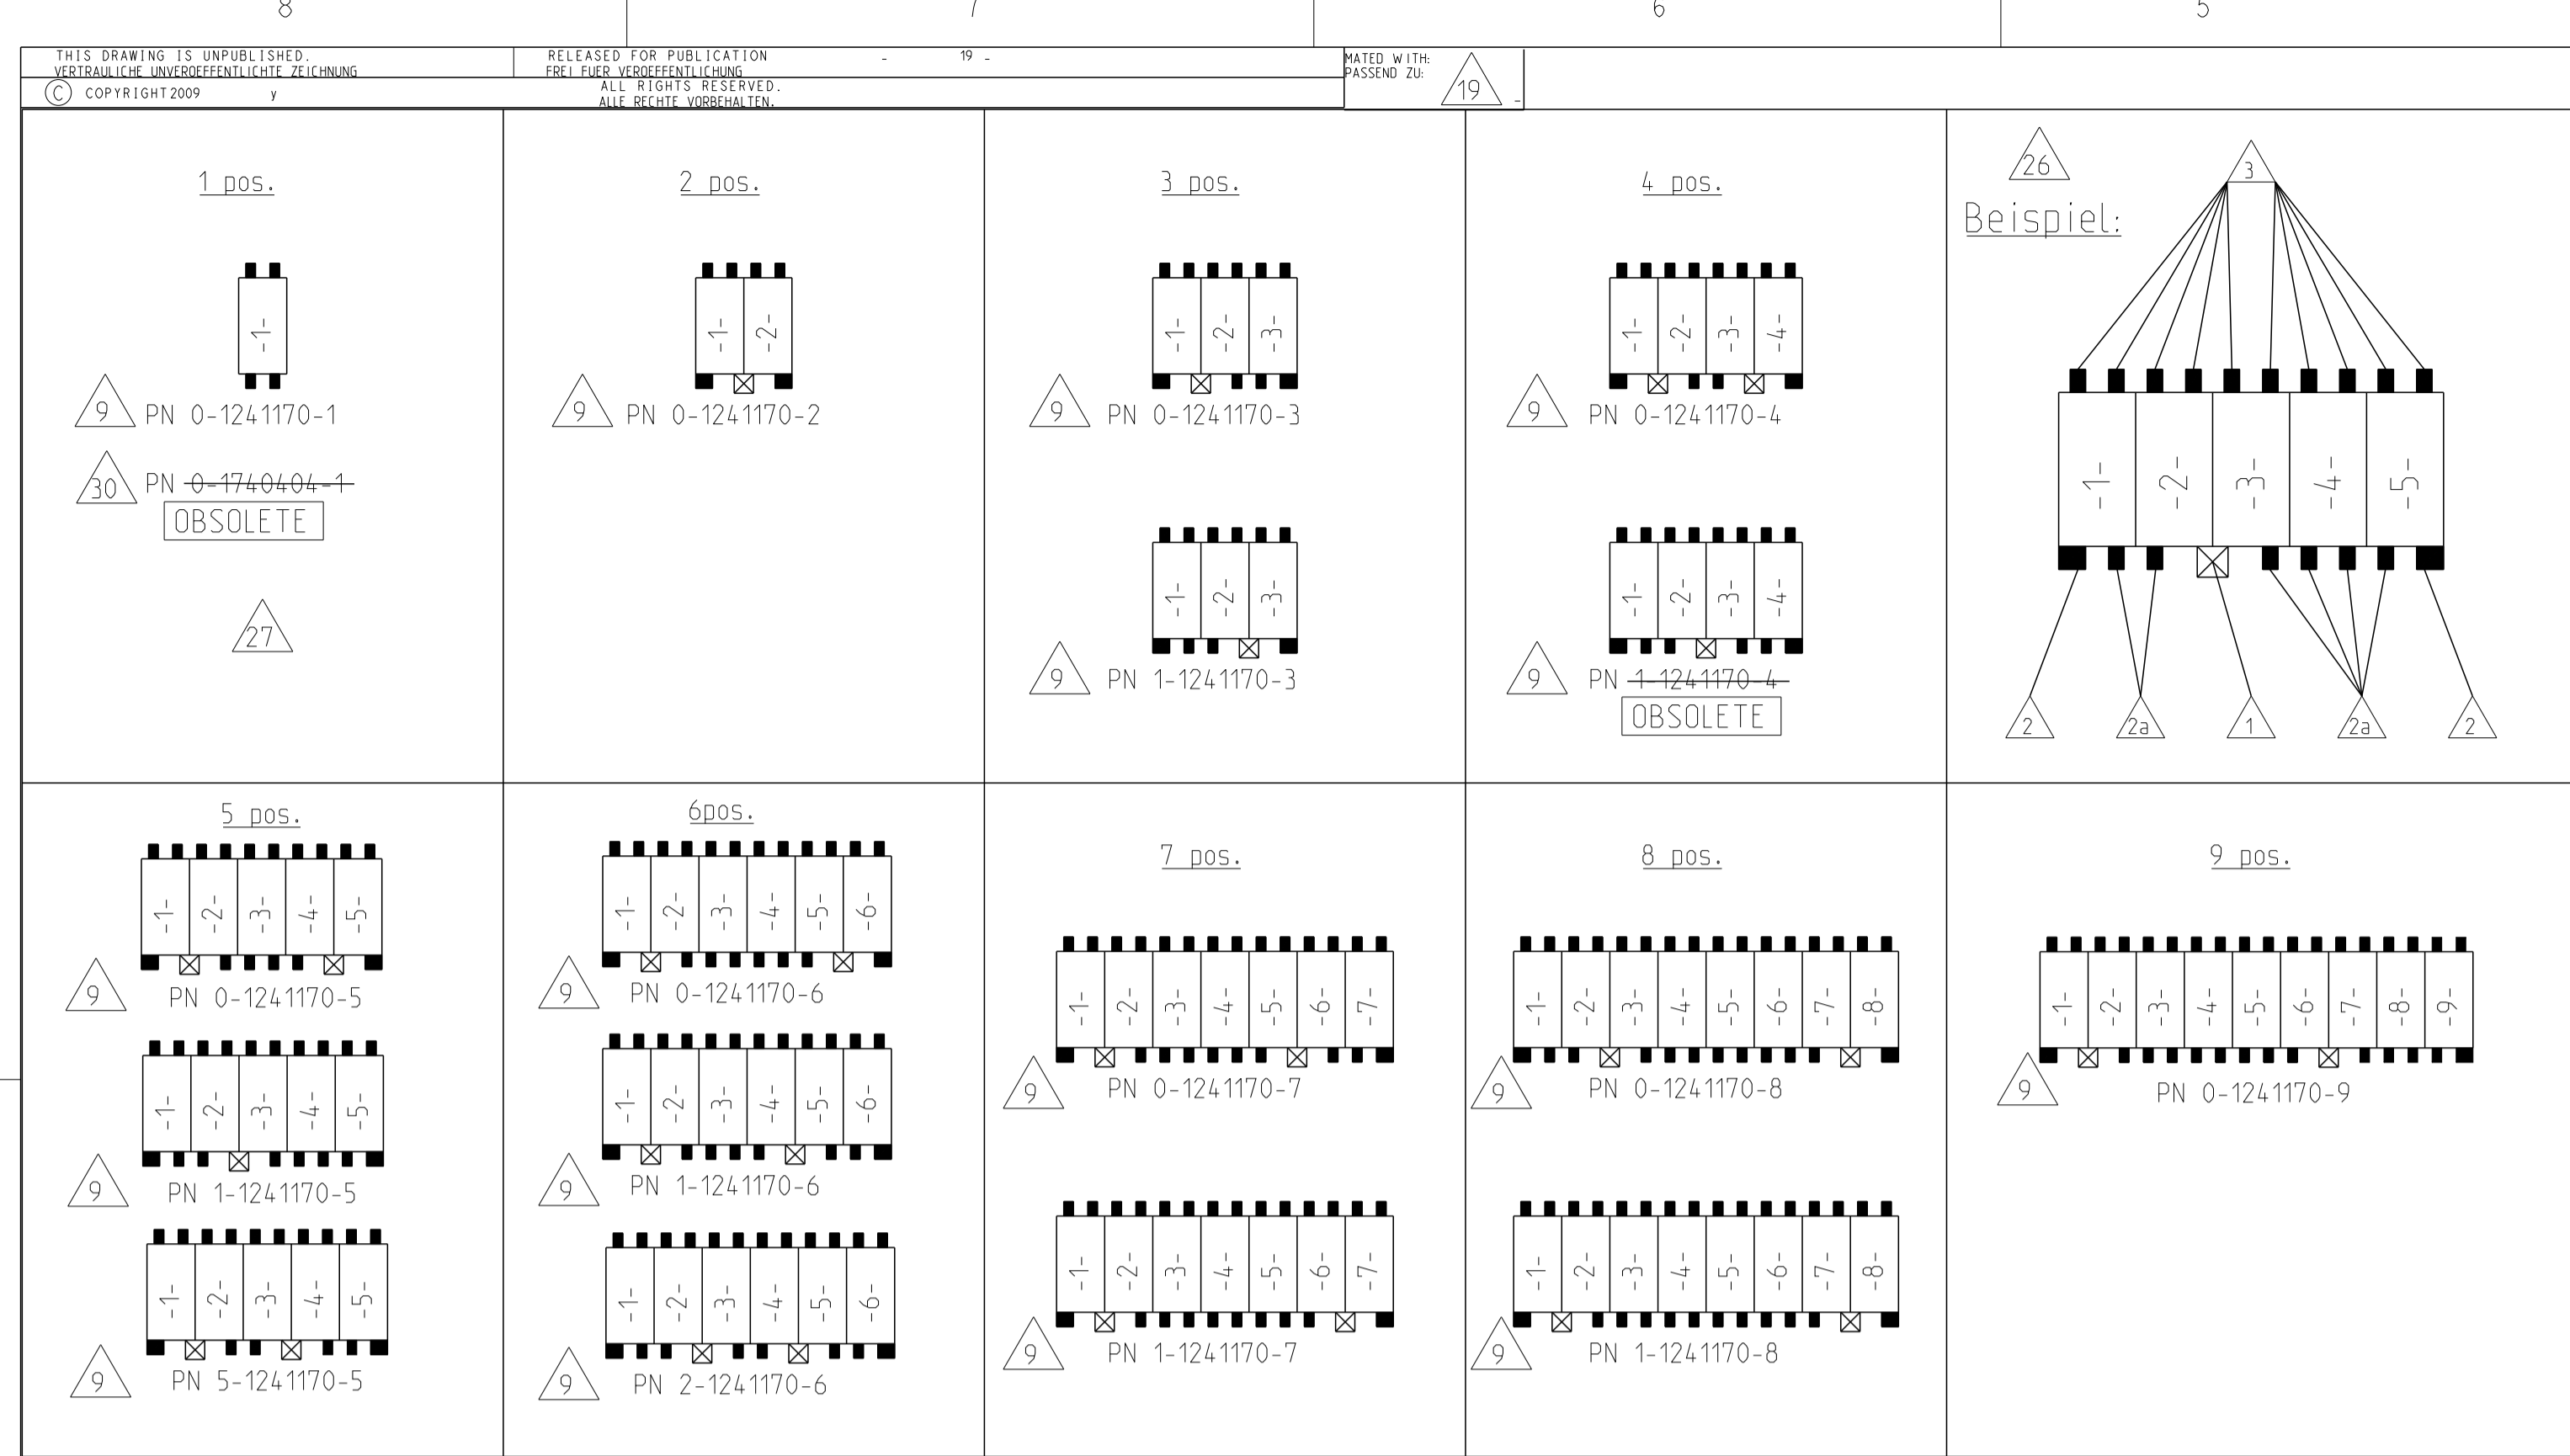 8 7 6 5
THIS DRAWING IS UNPUBLISHED.
VERTRAULICHE UNVEROEFFENTLICHTE ZEICHNUNG
RELEASED FOR PUBLICATION - 19 -
FREI FUER VEROEFFENTLICHUNG
© COPYRIGHT 2009 y
ALL RIGHTS RESERVED.
ALLE RECHTE VORBEHALTEN.
MATED WITH:
PASSEND ZU:
19 -
1 pos.
-1-
9 PN 0-1241170-1
30 PN 0-1740404-1
OBSOLETE
27
2 pos.
-1- -2-
9 PN 0-1241170-2
3 pos.
-1- -2- -3-
9 PN 0-1241170-3
-1- -2- -3-
9 PN 1-1241170-3
4 pos.
-1- -2- -3- -4-
9 PN 0-1241170-4
-1- -2- -3- -4-
9 PN 1-1241170-4
OBSOLETE
26
3
Beispiel:
-1- -2- -3- -4- -5-
2 2a 1 2a 2
5 pos.
-1- -2- -3- -4- -5-
9 PN 0-1241170-5
-1- -2- -3- -4- -5-
9 PN 1-1241170-5
-1- -2- -3- -4- -5-
9 PN 5-1241170-5
6pos.
-1- -2- -3- -4- -5- -6-
9 PN 0-1241170-6
-1- -2- -3- -4- -5- -6-
9 PN 1-1241170-6
-1- -2- -3- -4- -5- -6-
9 PN 2-1241170-6
7 pos.
-1- -2- -3- -4- -5- -6- -7-
9 PN 0-1241170-7
-1- -2- -3- -4- -5- -6- -7-
9 PN 1-1241170-7
8 pos.
-1- -2- -3- -4- -5- -6- -7- -8-
9 PN 0-1241170-8
-1- -2- -3- -4- -5- -6- -7- -8-
9 PN 1-1241170-8
9 pos.
-1- -2- -3- -4- -5- -6- -7- -8- -9-
9 PN 0-1241170-9